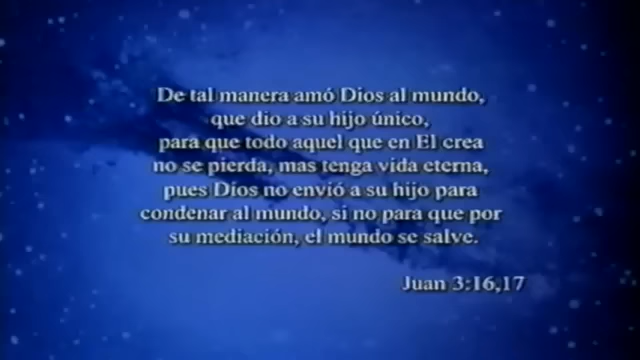 De tal manera amó Dios al mundo,
que dio a su hijo único,
para que todo aquel que en El crea
no se pierda, mas tenga vida eterna,
pues Dios no envió a su hijo para
condenar al mundo, si no para que por
su mediación, el mundo se salve.
Juan 3:16,17